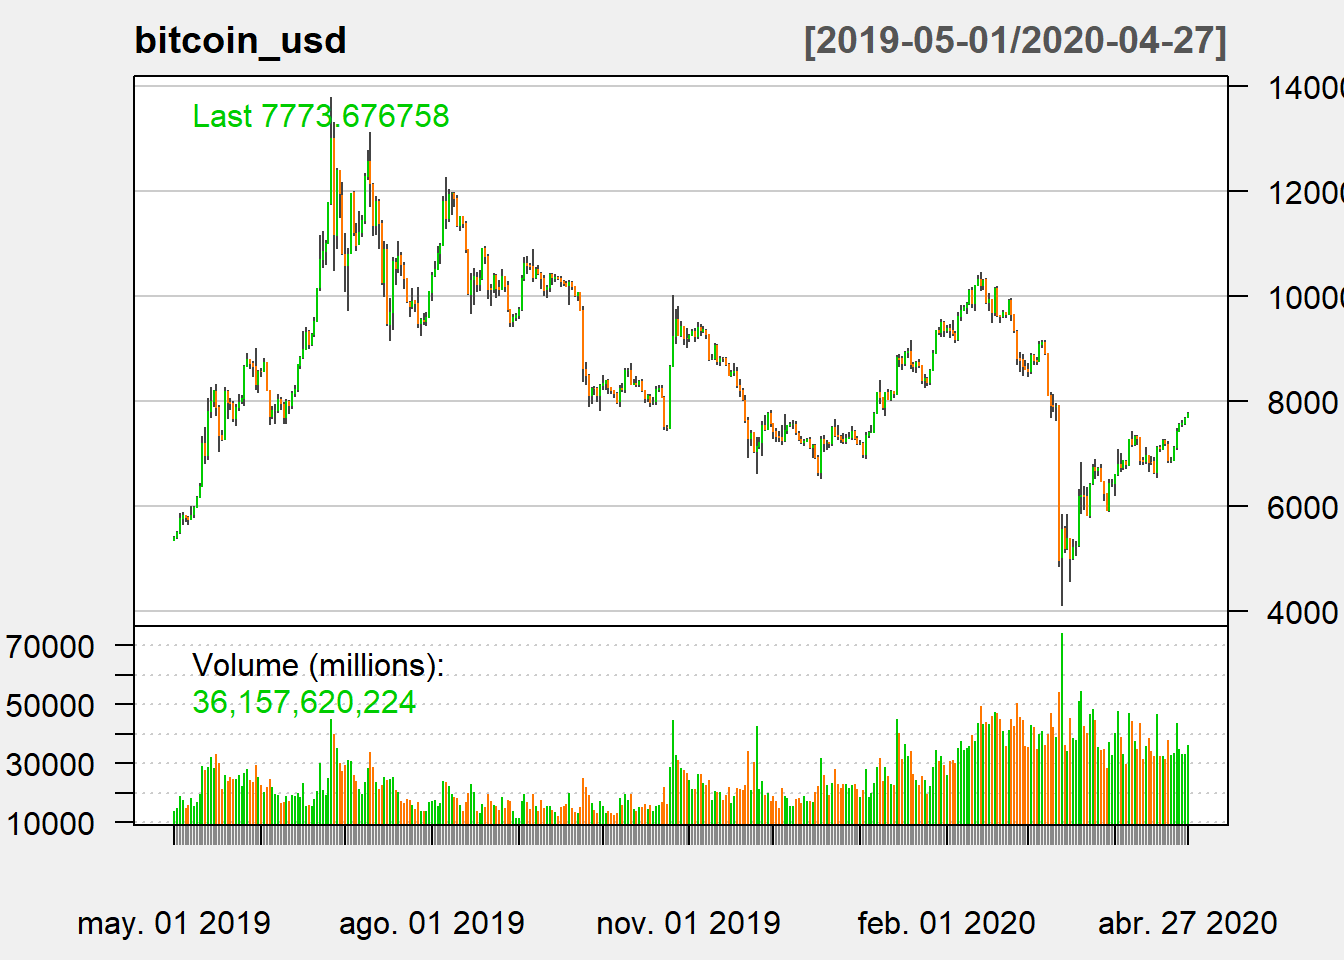 bitcoin_usd [2019-05-01/2020-04-27]
Last 7773.676758
14000
12000
10000
8000
6000
4000
Volume (millions):
36,157,620,224
70000
50000
30000
10000
may. 01 2019 ago. 01 2019 nov. 01 2019 feb. 01 2020 abr. 27 2020